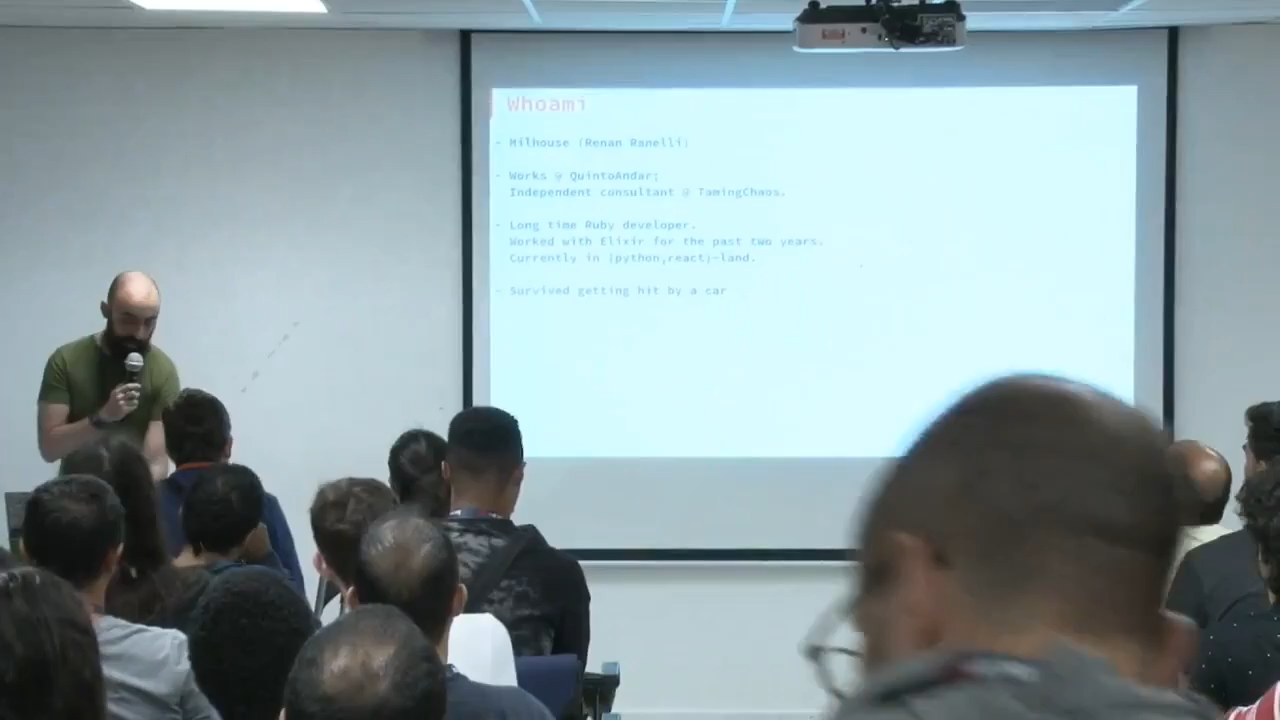 Whoami
- Milhouse (Renan Ranelli)
- Works @ QuintoAndar;
Independent consultant @ TamingChaos.
- Long time Ruby developer.
Worked with Elixir for the past two years.
Currently in {python,react}-land.
- Survived getting hit by a car